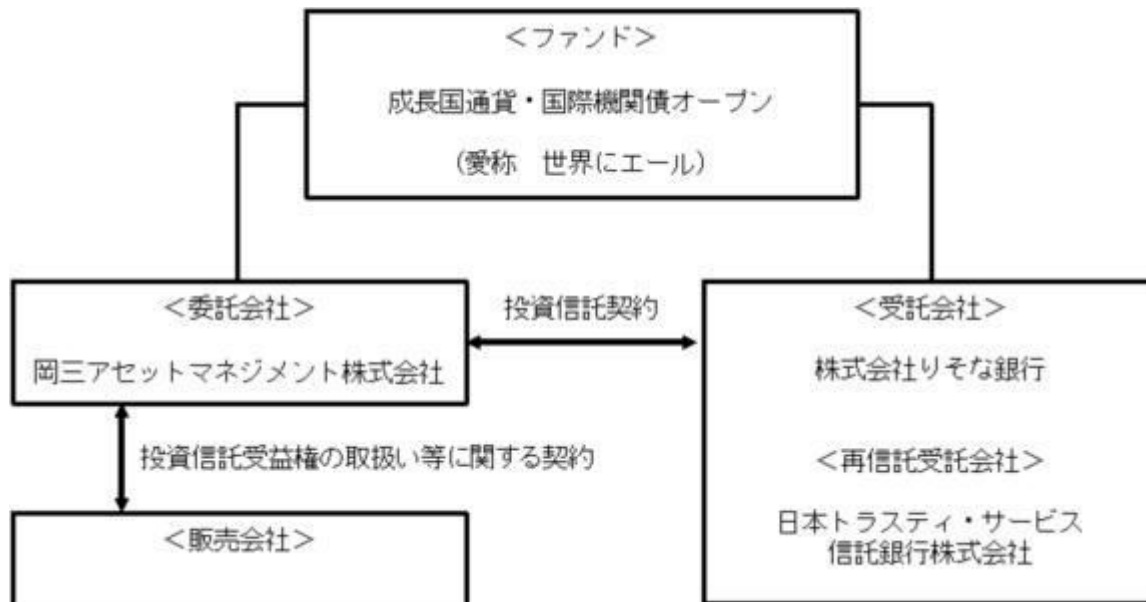 ＜ファンド＞
成長国通貨・国際機関債オープン
（愛称　世界にエール）
＜委託会社＞
岡三アセットマネジメント株式会社
投資信託契約
＜受託会社＞
株式会社りそな銀行
＜再信託受託会社＞
日本トラスティ・サービス
信託銀行株式会社
投資信託受益権の取扱い等に関する契約
＜販売会社＞